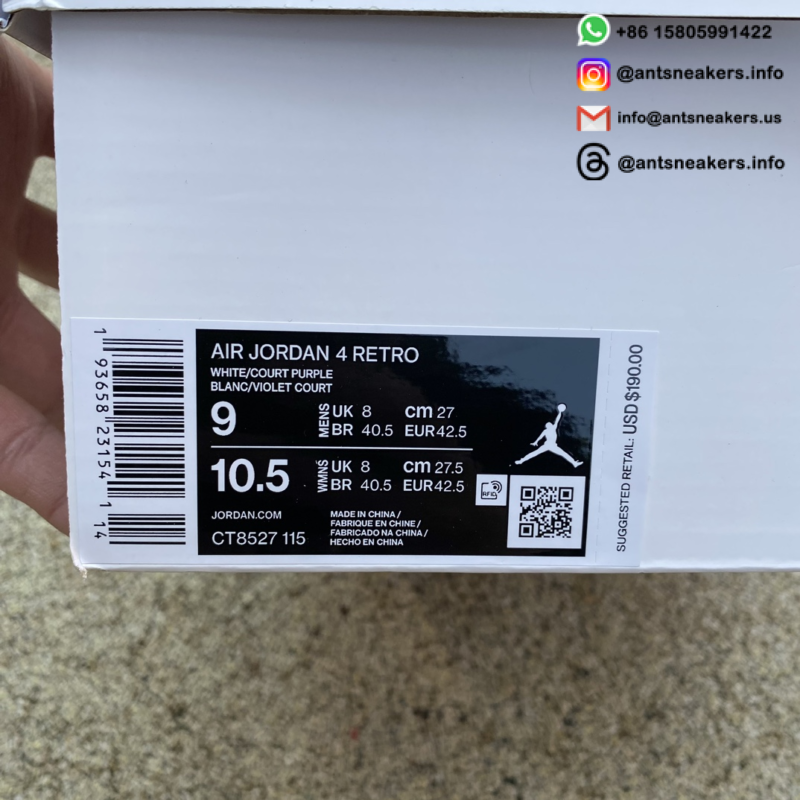 +86 15805991422
@antsneakers.info
info@antsneakers.us
@antsneakers.info
1 93658 23154 1 14
AIR JORDAN 4 RETRO
WHITE/COURT PURPLE
BLANC/VIOLET COURT
9 MENS UK 8 cm 27
BR 40.5 EUR 42.5
10.5 WMNS UK 8 cm 27.5
BR 40.5 EUR 42.5
RFID
JORDAN.COM
CT8527 115
MADE IN CHINA /
FABRIQUE EN CHINE /
FABRICADO NA CHINA /
HECHO EN CHINA
SUGGESTED RETAIL: USD $190.00